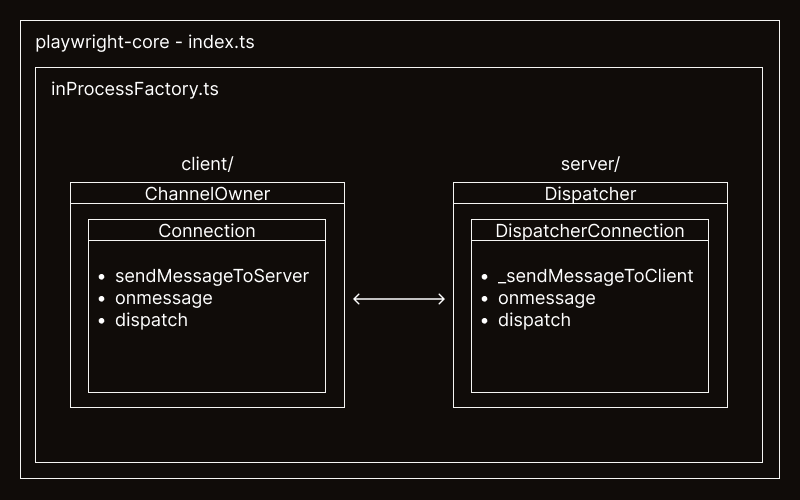 playwright-core - index.ts
inProcessFactory.ts
client/
ChannelOwner
Connection
• sendMessageToServer
• onmessage
• dispatch
server/
Dispatcher
DispatcherConnection
• _sendMessageToClient
• onmessage
• dispatch